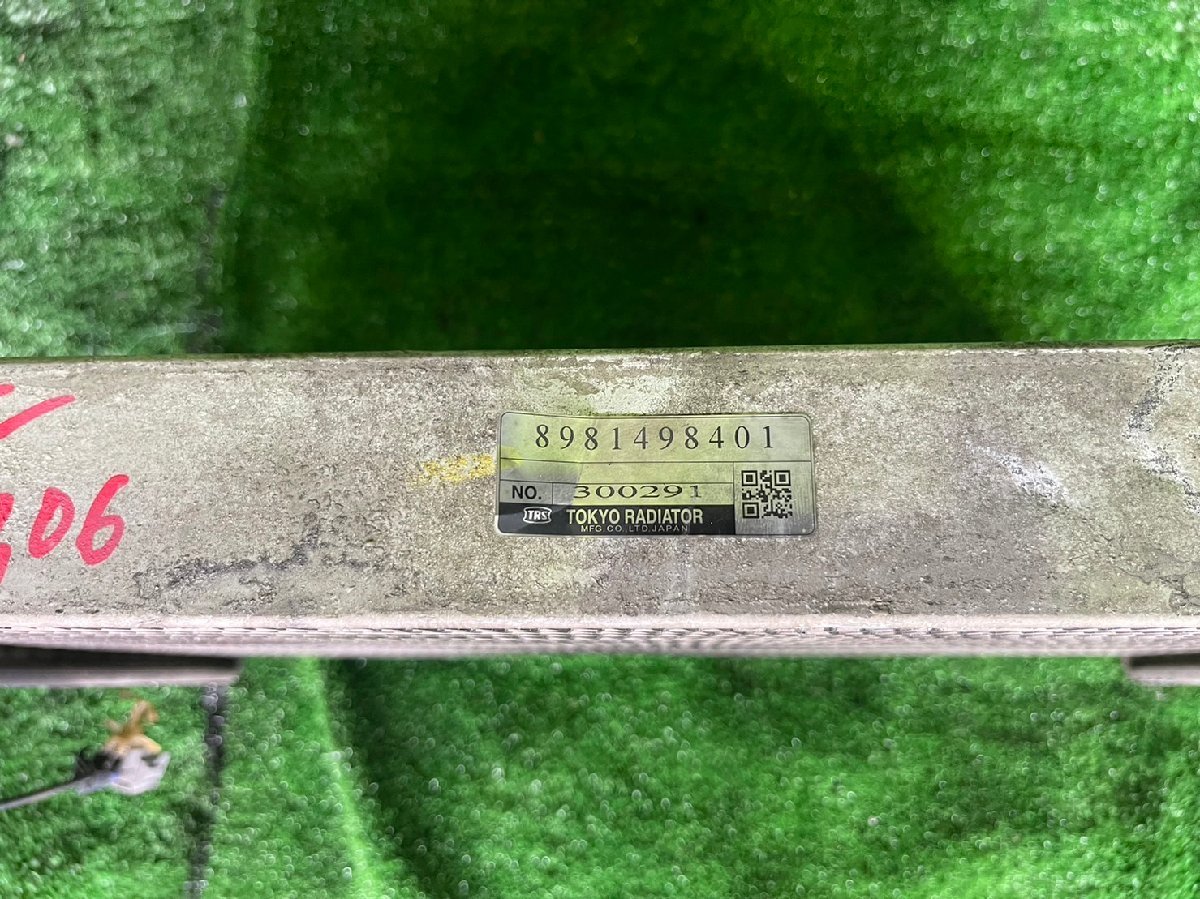 8981498401
NO. 300291
TRS TOKYO RADIATOR
MFG.CO.,LTD.JAPAN
06